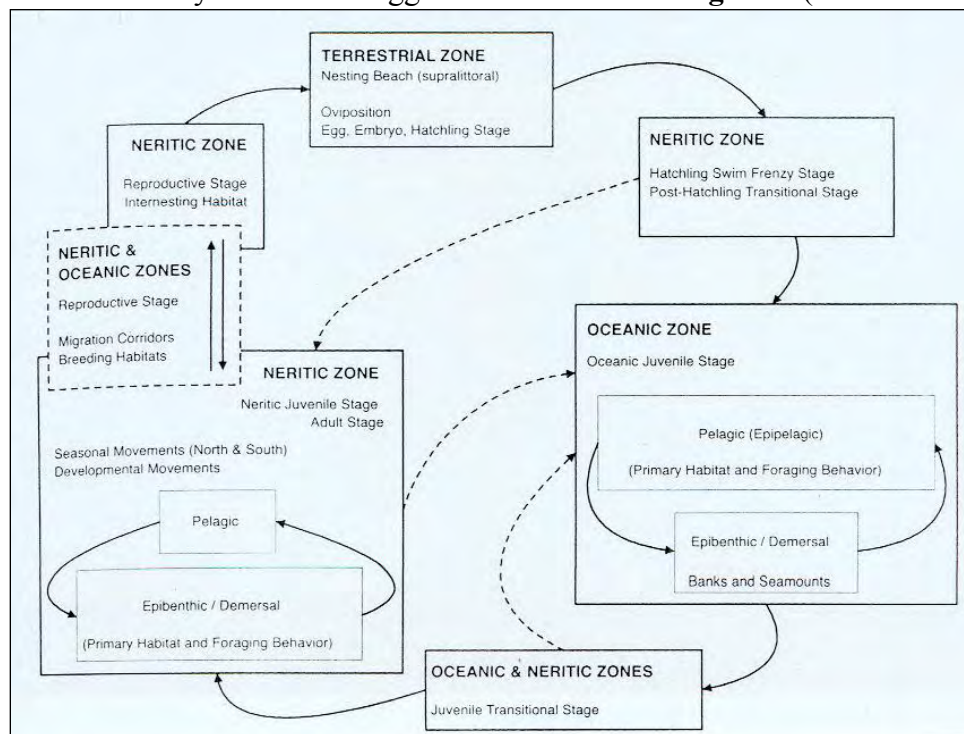 TERRESTRIAL ZONE
Nesting Beach (supralittoral)
Oviposition
Egg, Embryo, Hatchling Stage
NERITIC ZONE
Hatchling Swim Frenzy Stage
Post-Hatchling Transitional Stage
NERITIC ZONE
Reproductive Stage
Internesting Habitat
NERITIC &
OCEANIC ZONES
Reproductive Stage
Migration Corridors
Breeding Habitats
OCEANIC ZONE
Oceanic Juvenile Stage
Pelagic (Epipelagic)
(Primary Habitat and Foraging Behavior)
Epibenthic / Demersal
Banks and Seamounts
NERITIC ZONE
Neritic Juvenile Stage
Adult Stage
Seasonal Movements (North & South)
Developmental Movements
Pelagic
Epibenthic / Demersal
(Primary Habitat and Foraging Behavior)
OCEANIC & NERITIC ZONES
Juvenile Transitional Stage